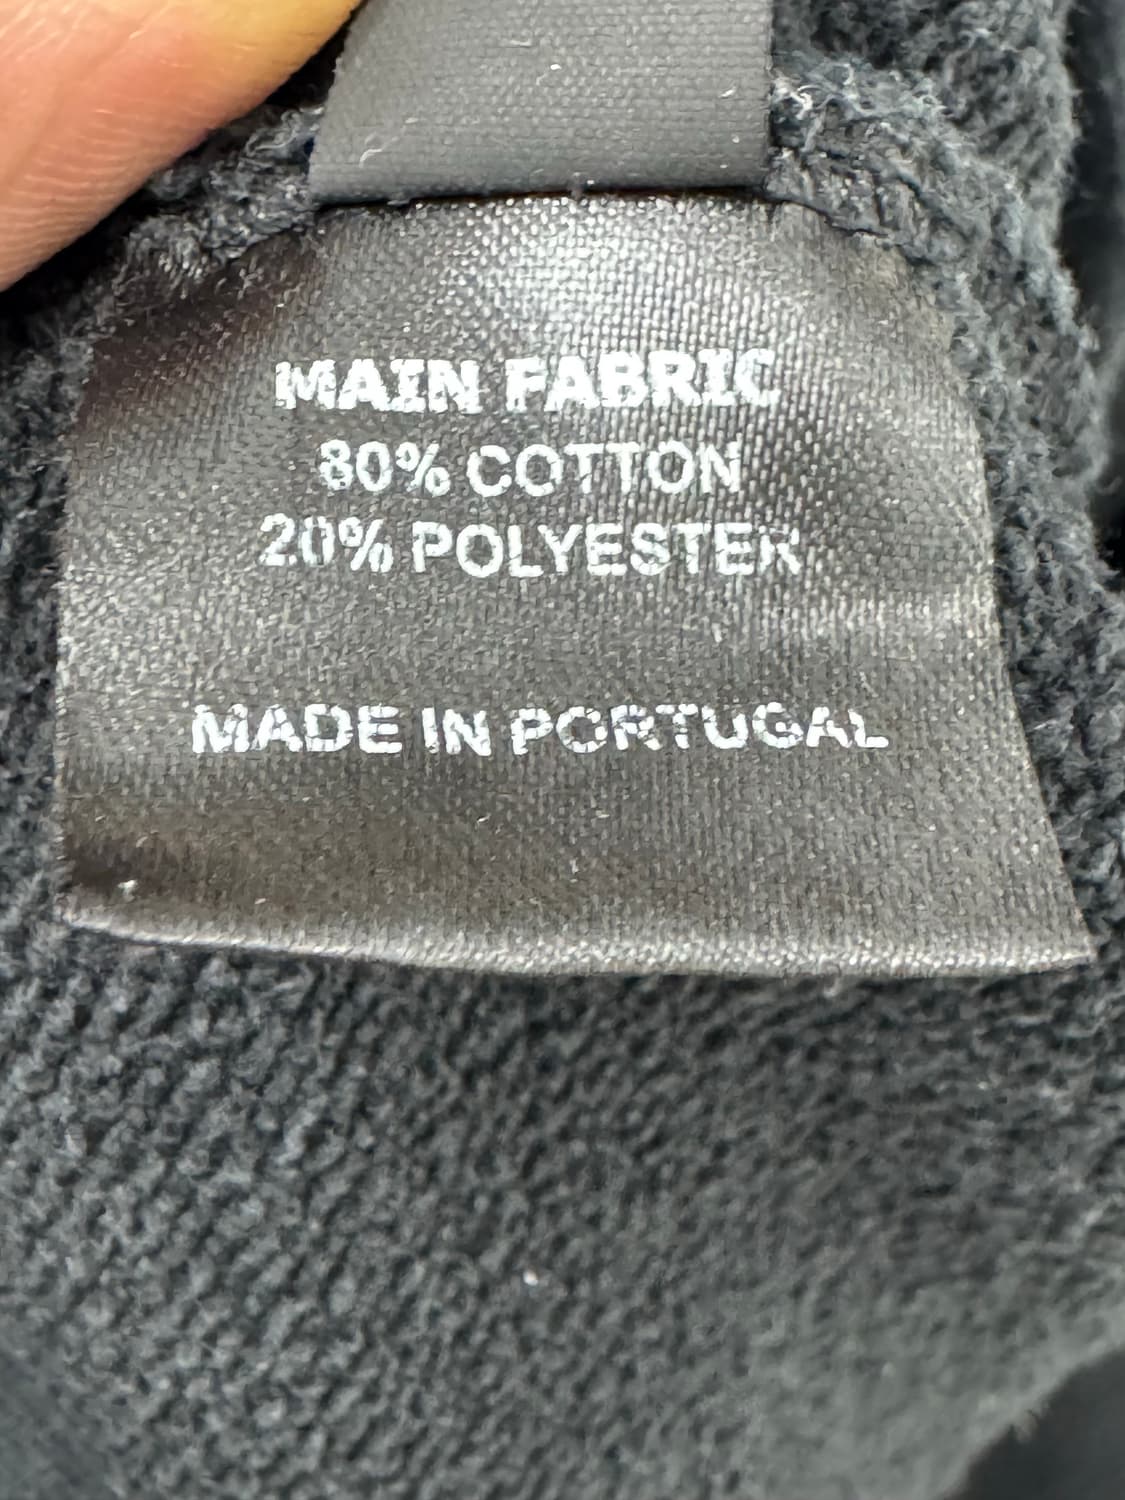 MAIN FABRIC
80% COTTON
20% POLYESTER
MADE IN PORTUGAL